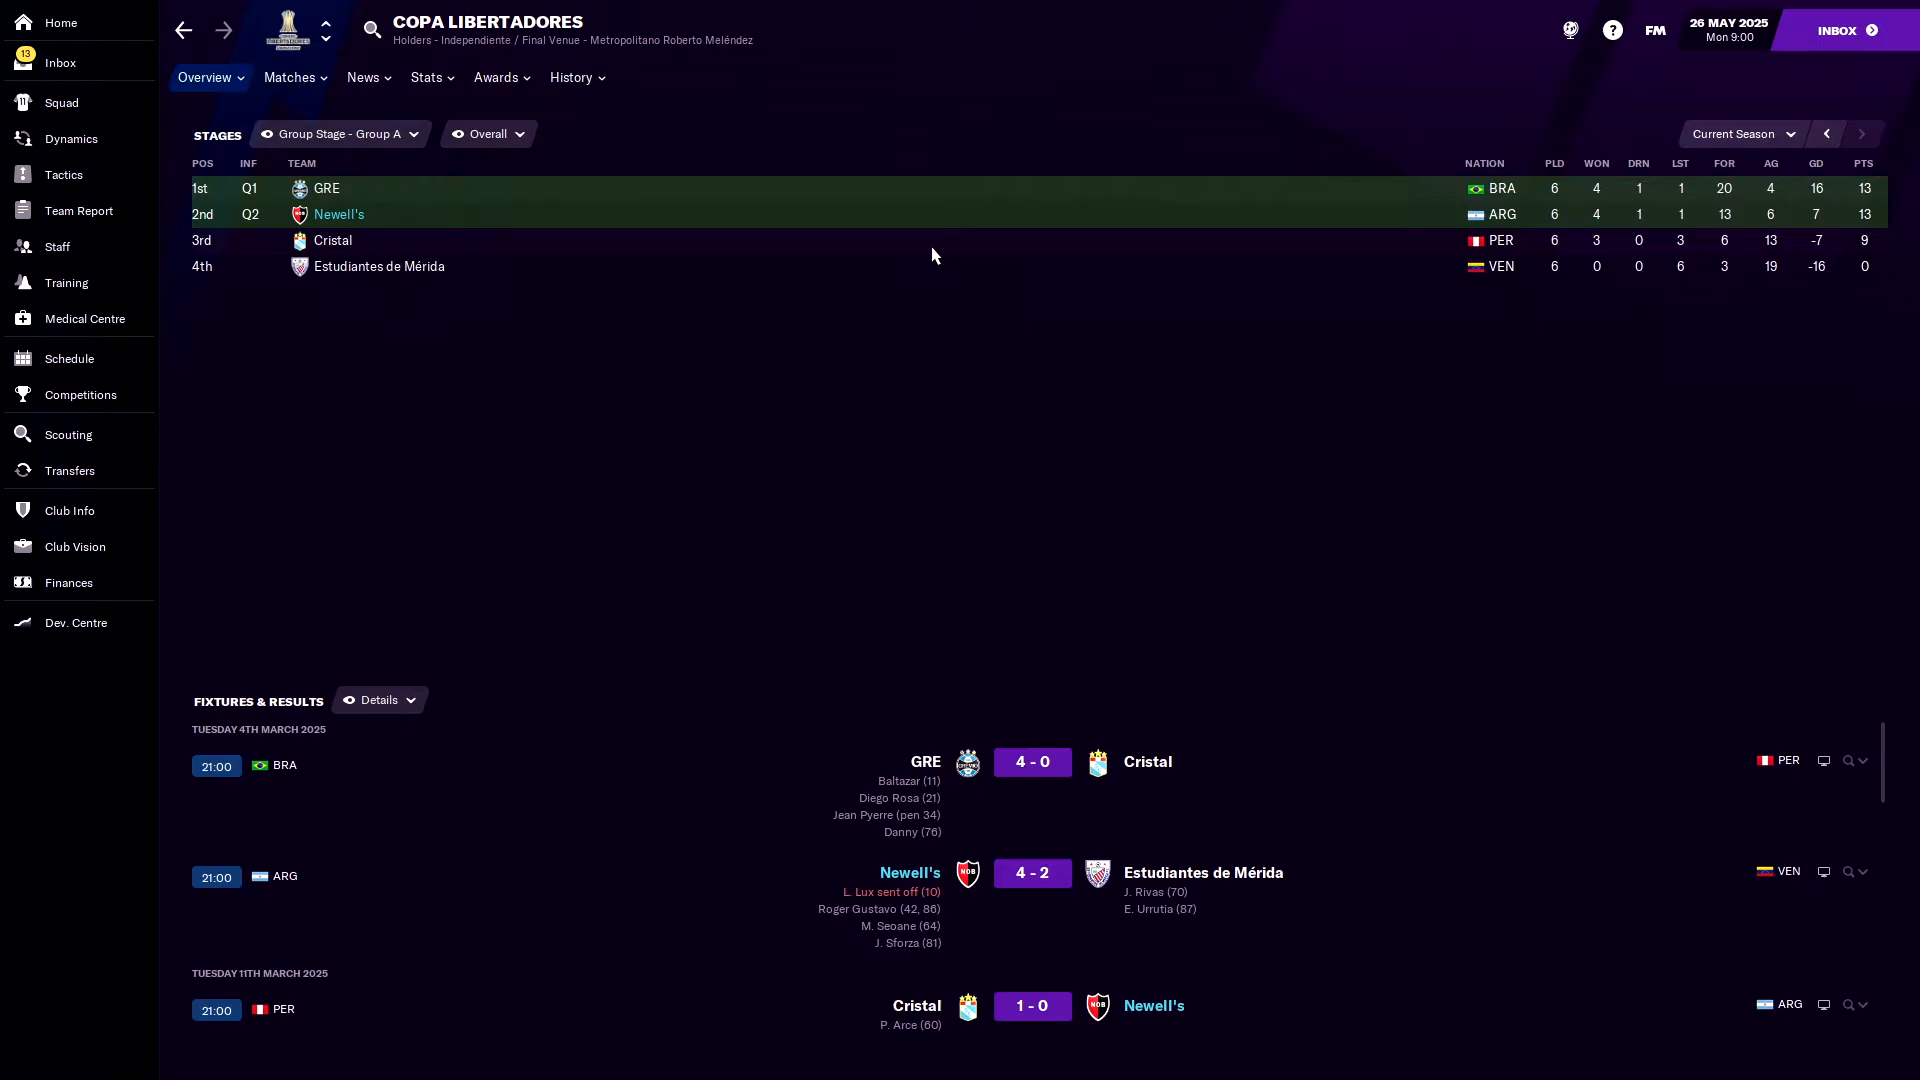 Home
13
Inbox
Squad
Dynamics
Tactics
Team Report
Staff
Training
Medical Centre
Schedule
Competitions
Scouting
Transfers
Club Info
Club Vision
Finances
Dev. Centre
COPA LIBERTADORES
Holders - Independiente / Final Venue - Metropolitano Roberto Meléndez
? FM 26 MAY 2025
Mon 9:00
INBOX
Overview Matches News Stats Awards History
STAGES Group Stage - Group A Overall Current Season
POS INF TEAM NATION PLD WON DRN LST FOR AG GD PTS
1st Q1 GRE BRA 6 4 1 1 20 4 16 13
2nd Q2 Newell's ARG 6 4 1 1 13 6 7 13
3rd Cristal PER 6 3 0 3 6 13 -7 9
4th Estudiantes de Mérida VEN 6 0 0 6 3 19 -16 0
FIXTURES & RESULTS Details
TUESDAY 4TH MARCH 2025
21:00 BRA GRE 4 - 0 Cristal PER
Baltazar (11)
Diego Rosa (21)
Jean Pyerre (pen 34)
Danny (76)
21:00 ARG Newell's 4 - 2 Estudiantes de Mérida VEN
L. Lux sent off (10) J. Rivas (70)
Roger Gustavo (42, 86) E. Urrutia (87)
M. Seoane (64)
J. Sforza (81)
TUESDAY 11TH MARCH 2025
21:00 PER Cristal 1 - 0 Newell's ARG
P. Arce (60)